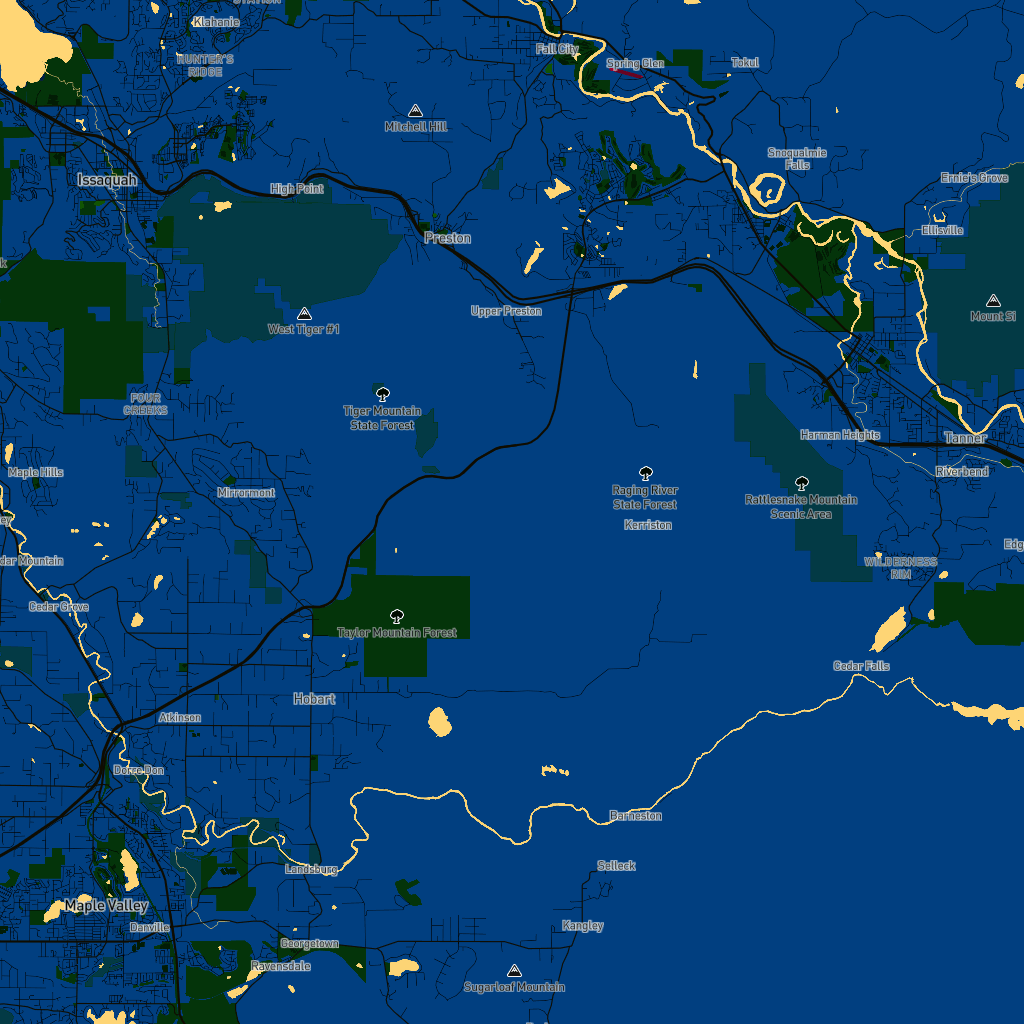 Klahanie
HUNTER'S
RIDGE
Fall City
Spring Glen
Tokul
Mitchell Hill
Snoqualmie
Falls
Issaquah
High Point
Ernie's Grove
Preston
Ellisville
Upper Preston
West Tiger #1
Mount Si
FOUR
CREEKS
Tiger Mountain
State Forest
Harman Heights
Tanner
Maple Hills
Mirrormont
Raging River
State Forest
Rattlesnake Mountain
Scenic Area
Riverbend
Kerriston
dar Mountain
WILDERNESS
RIM
Edg
Cedar Grove
Taylor Mountain Forest
Cedar Falls
Hobart
Atkinson
Dorre Don
Barneston
Landsburg
Selleck
Maple Valley
Danville
Kangley
Georgetown
Ravensdale
Sugarloaf Mountain